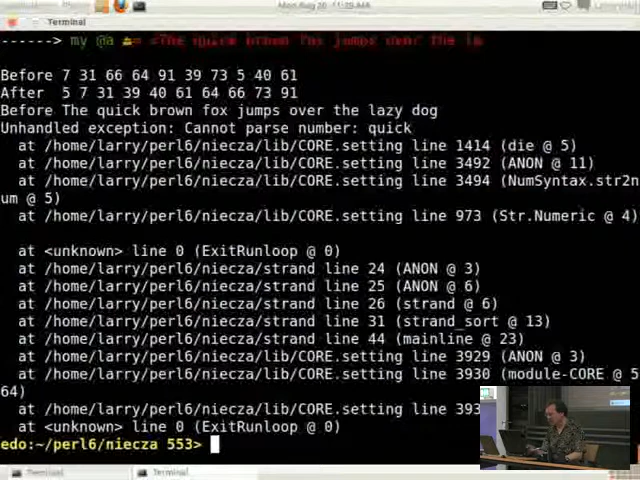 Mon Aug 20 11:29 AM
Terminal
------> my @a = <The quick brown fox jumps over the la
Before 7 31 66 64 91 39 73 5 40 61
After  5 7 31 39 40 61 64 66 73 91
Before The quick brown fox jumps over the lazy dog
Unhandled exception: Cannot parse number: quick
  at /home/larry/perl6/niecza/lib/CORE.setting line 1414 (die @ 5)
  at /home/larry/perl6/niecza/lib/CORE.setting line 3492 (ANON @ 11)
  at /home/larry/perl6/niecza/lib/CORE.setting line 3494 (NumSyntax.str2n
um @ 5)
  at /home/larry/perl6/niecza/lib/CORE.setting line 973 (Str.Numeric @ 4)
  at <unknown> line 0 (ExitRunloop @ 0)
  at /home/larry/perl6/niecza/strand line 24 (ANON @ 3)
  at /home/larry/perl6/niecza/strand line 25 (ANON @ 6)
  at /home/larry/perl6/niecza/strand line 26 (strand @ 6)
  at /home/larry/perl6/niecza/strand line 31 (strand_sort @ 13)
  at /home/larry/perl6/niecza/strand line 44 (mainline @ 23)
  at /home/larry/perl6/niecza/lib/CORE.setting line 3929 (ANON @ 3)
  at /home/larry/perl6/niecza/lib/CORE.setting line 3930 (module-CORE @ 5
64)
  at /home/larry/perl6/niecza/lib/CORE.setting line 393
  at <unknown> line 0 (ExitRunloop @ 0)
edo:~/perl6/niecza 553>
Terminal
Terminal